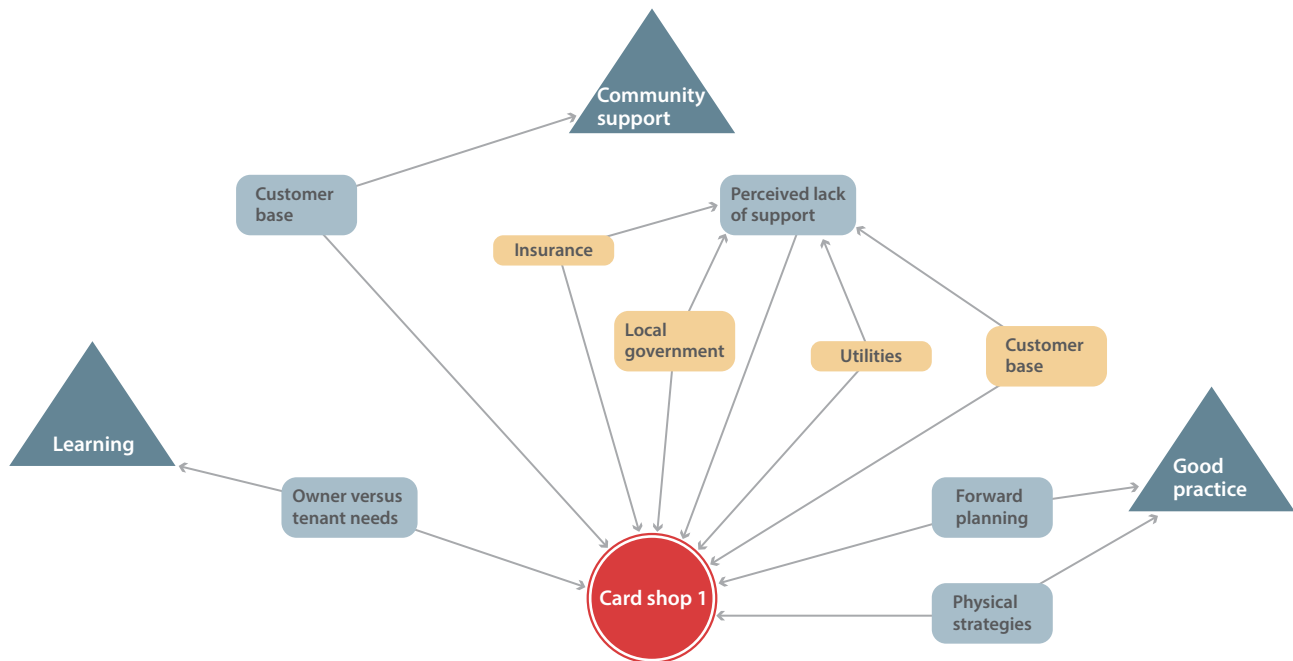 Community
support
Customer
base
Perceived lack
of support
Insurance
Local
government
Utilities
Customer
base
Learning
Good
practice
Owner versus
tenant needs
Forward
planning
Card shop 1
Physical
strategies